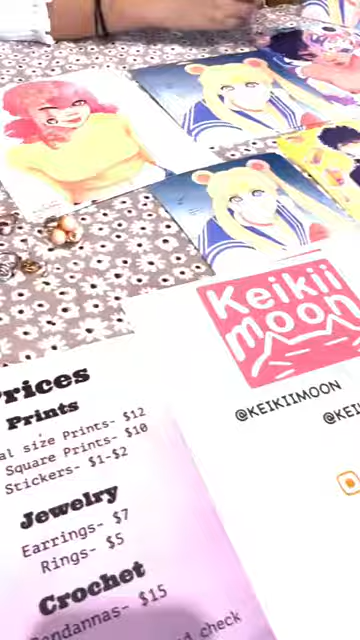 Keikii
moon
@KEIKIIMOON
Prices
Prints
size Prints- $12
Square Prints- $10
Stickers- $1-$2
Jewelry
Earrings- $7
Rings- $5
Crochet
Bandannas- $15
check